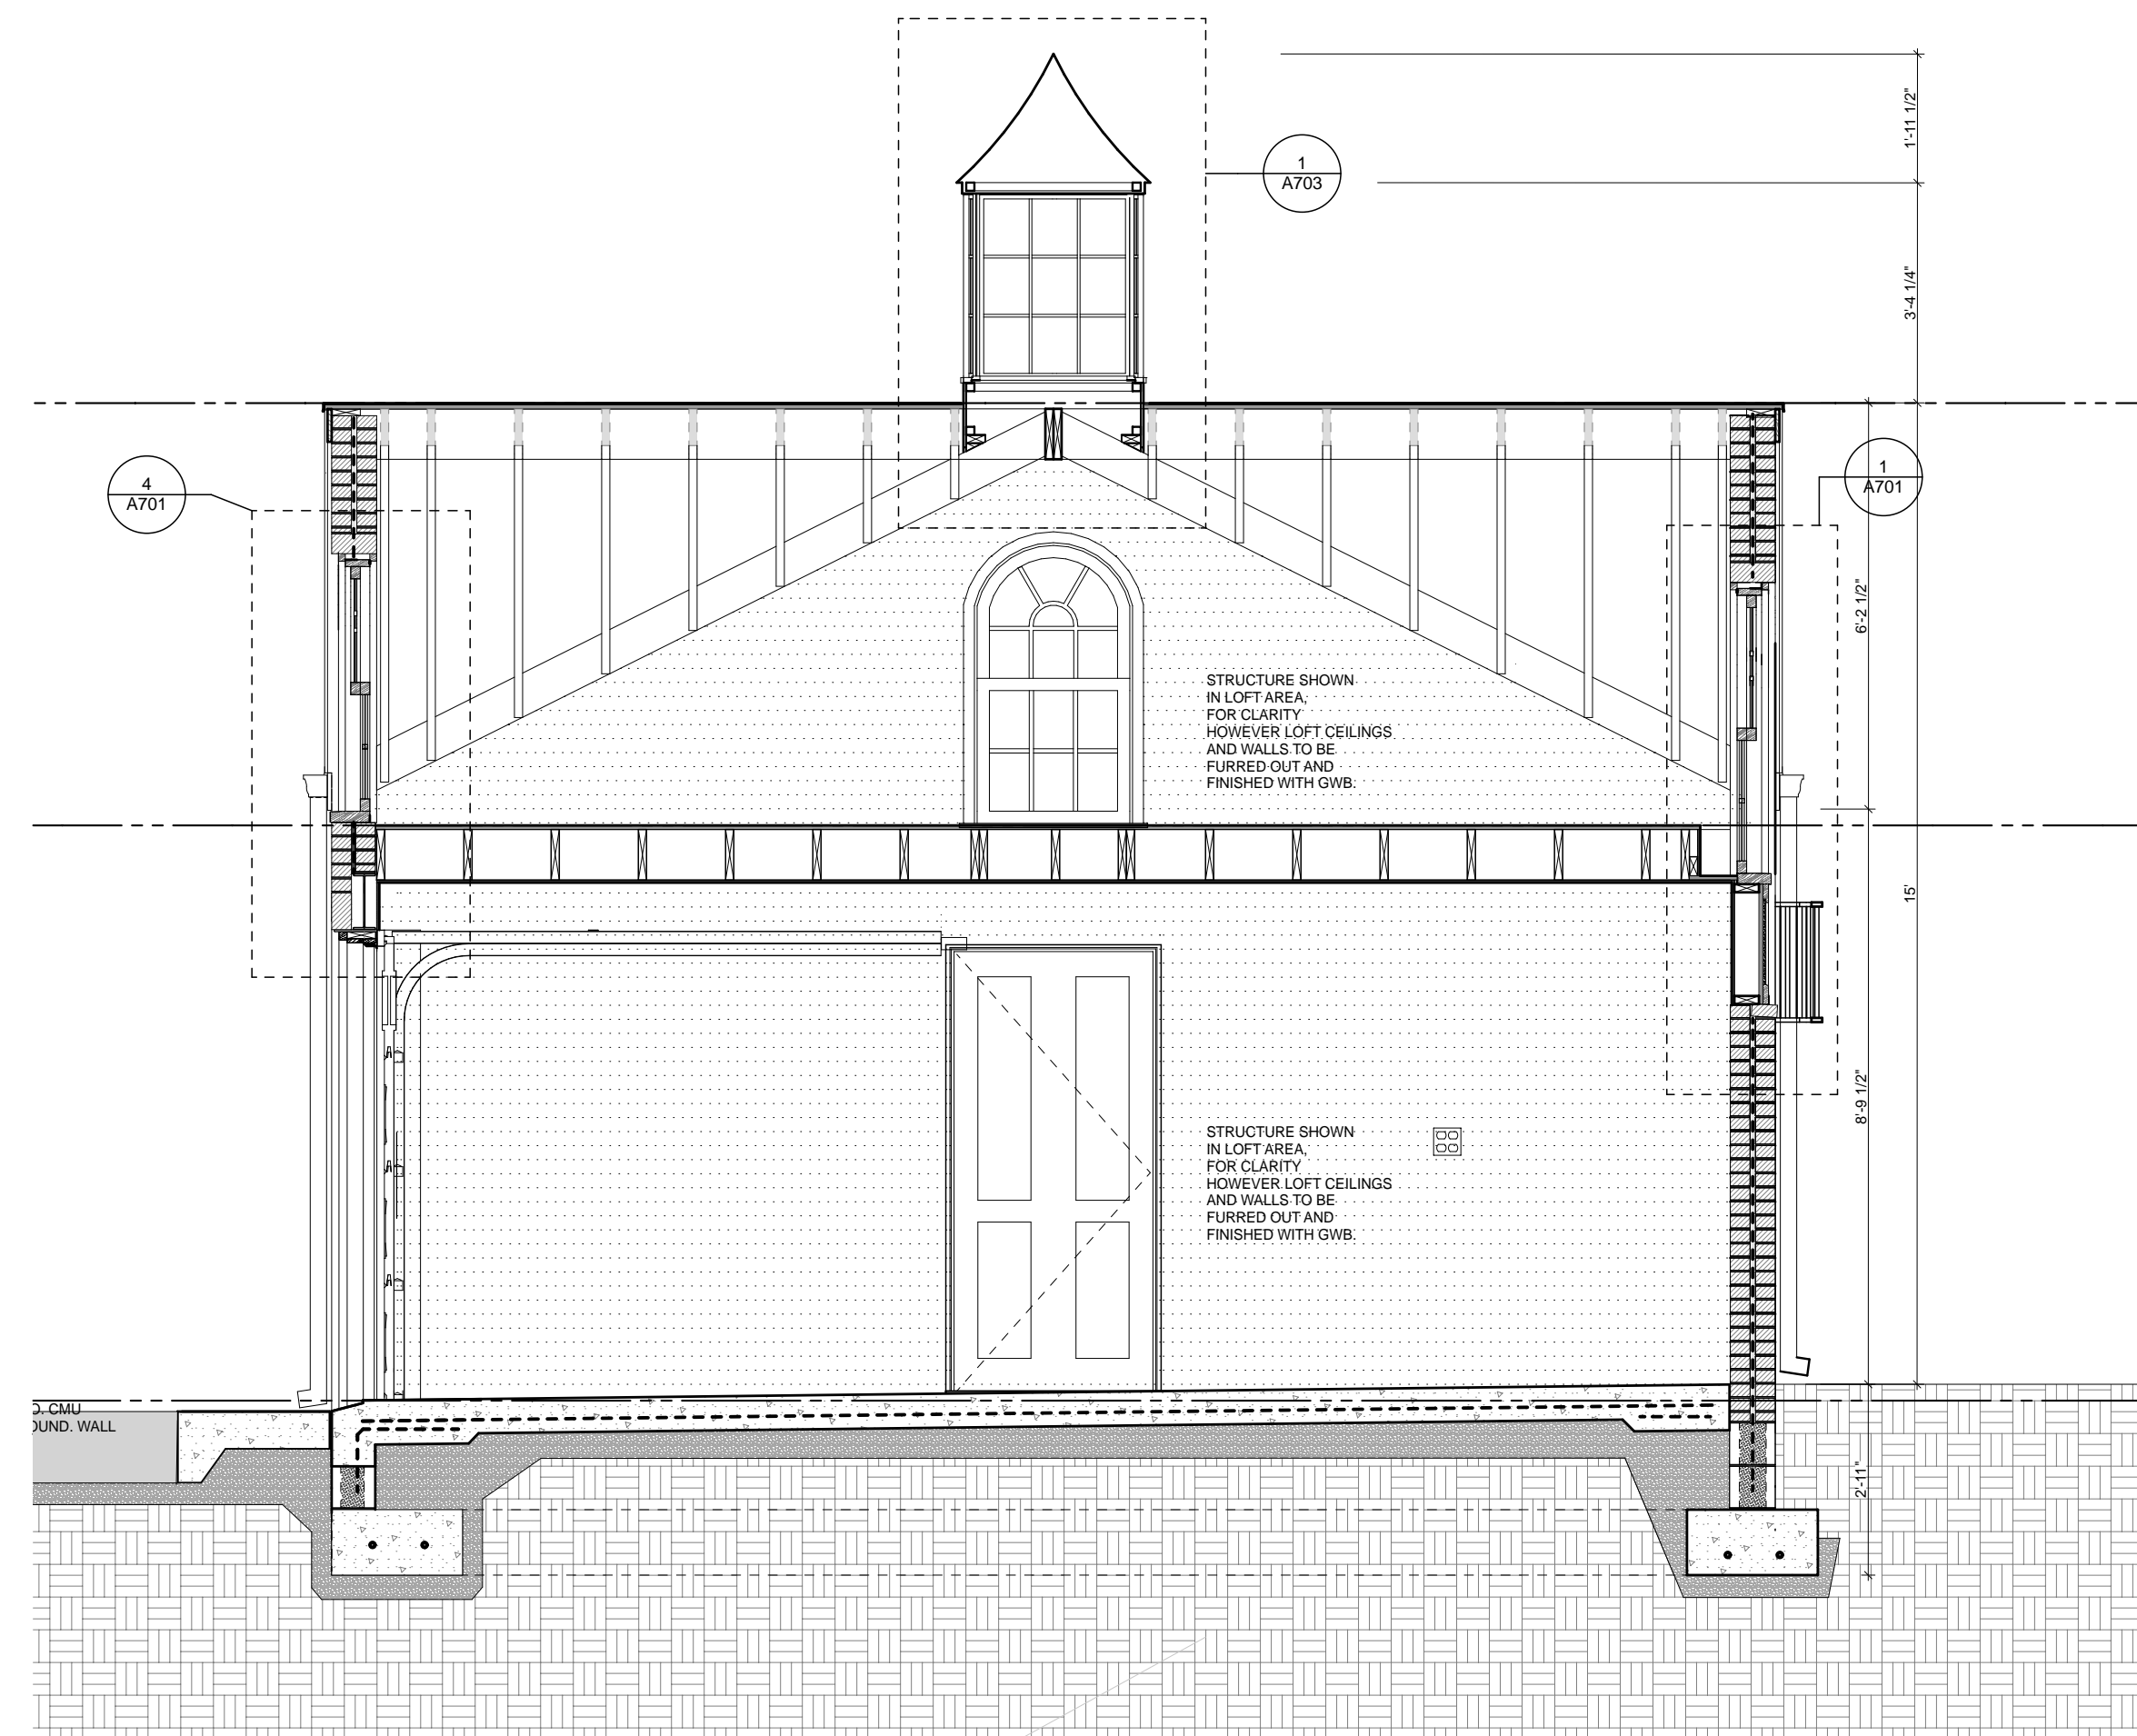 1'-11 1/2"
1
A703
3'-4 1/4"
4
A701
1
A701
6'-2 1/2"
STRUCTURE SHOWN
IN LOFT AREA,
FOR CLARITY
HOWEVER LOFT CEILINGS
AND WALLS TO BE
FURRED OUT AND
FINISHED WITH GWB.
15'
8'-9 1/2"
STRUCTURE SHOWN
IN LOFT AREA,
FOR CLARITY
HOWEVER LOFT CEILINGS
AND WALLS TO BE
FURRED OUT AND
FINISHED WITH GWB.
CMU
OUND. WALL
2'-11"